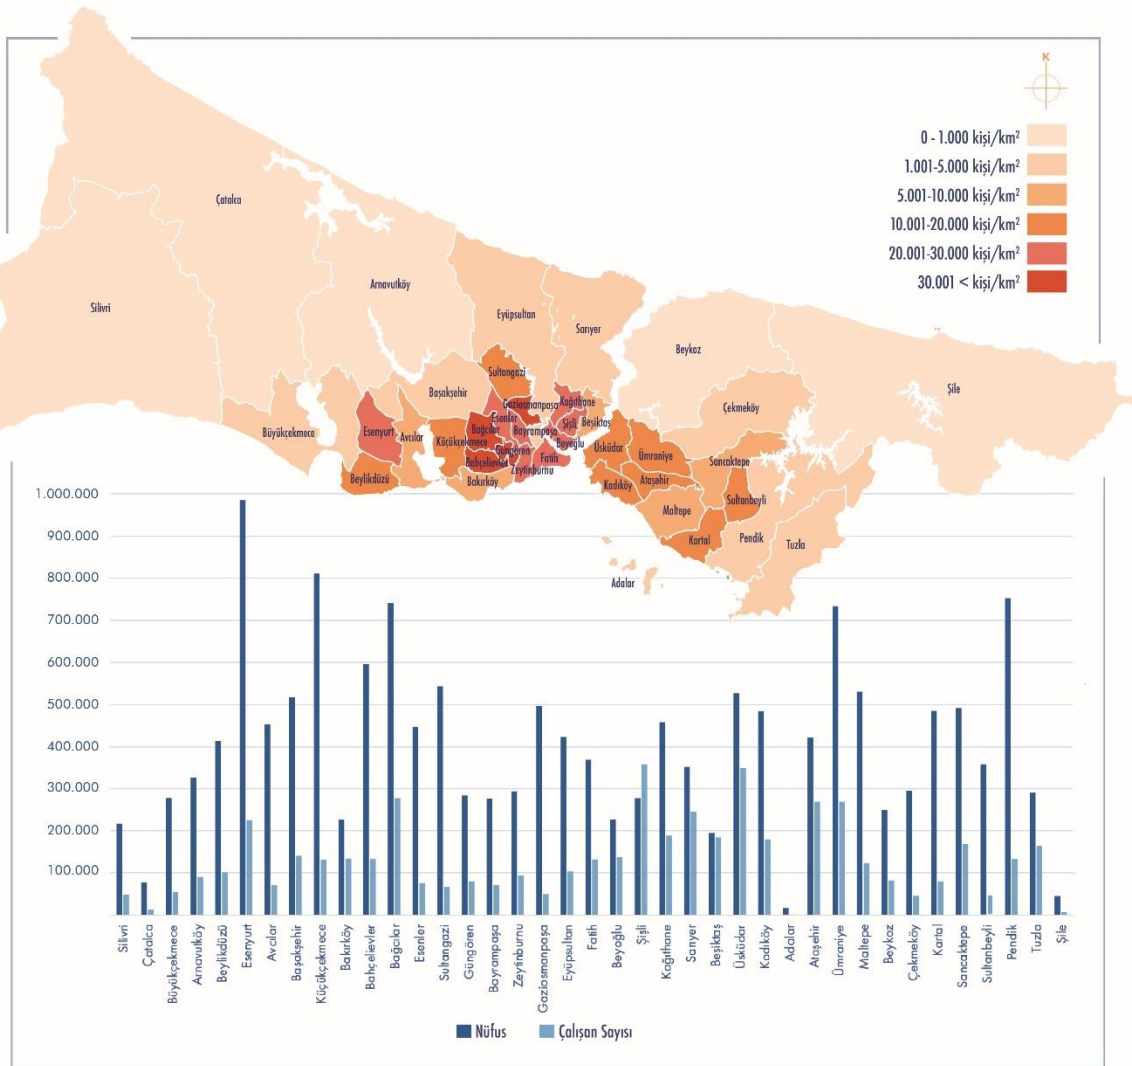 K
0 - 1.000 kişi/km²
1.001-5.000 kişi/km²
5.001-10.000 kişi/km²
10.001-20.000 kişi/km²
20.001-30.000 kişi/km²
30.001 < kişi/km²
Çatalca
Silivri
Arnavutköy
Eyüpsultan
Sarıyer
Beykoz
Şile
Sultangazi
Başakşehir
Gaziosmanpaşa
Kağıthane
Çekmeköy
Esenler
Şişli
Beşiktaş
Büyükçekmece
Esenyurt
Avcılar
Bağcılar
Bayrampaşa
Küçükçekmece
Beyoğlu
Üsküdar
Güngören
Ümraniye
Bahçelievler
Fatih
Sancaktepe
Zeytinburnu
Beylikdüzü
Bakırköy
Kadıköy
Ataşehir
Sultanbeyli
Maltepe
Kartal
Pendik
Tuzla
Adalar
1.000.000
900.000
800.000
700.000
600.000
500.000
400.000
300.000
200.000
100.000
Silivri
Çatalca
Büyükçekmece
Arnavutköy
Beylikdüzü
Esenyurt
Avcılar
Başakşehir
Küçükçekmece
Bakırköy
Bahçelievler
Bağcılar
Esenler
Sultangazi
Güngören
Bayrampaşa
Zeytinburnu
Gaziosmanpaşa
Eyüpsultan
Fatih
Beyoğlu
Şişli
Kağıthane
Sarıyer
Beşiktaş
Üsküdar
Kadıköy
Adalar
Ataşehir
Ümraniye
Maltepe
Beykoz
Çekmeköy
Kartal
Sancaktepe
Sultanbeyli
Pendik
Tuzla
Şile
Nüfus
Çalışan Sayısı